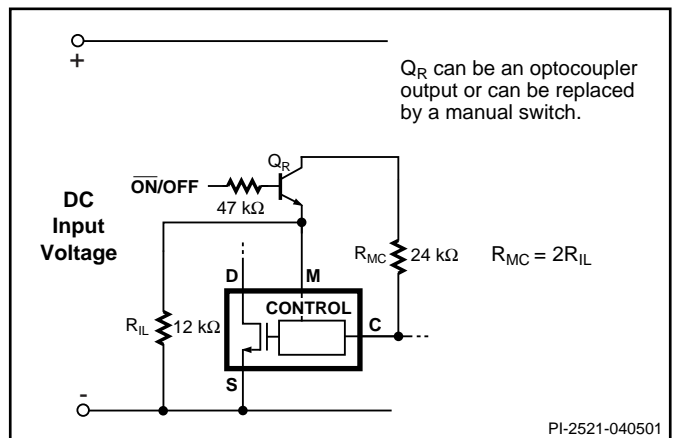 +
Q_R can be an optocoupler
output or can be replaced
by a manual switch.
Q_R
O̅N̅/OFF
47 kΩ
DC
Input
Voltage
R_MC
24 kΩ
R_MC = 2R_IL
D
M
CONTROL
C
R_IL
12 kΩ
S
-
PI-2521-040501